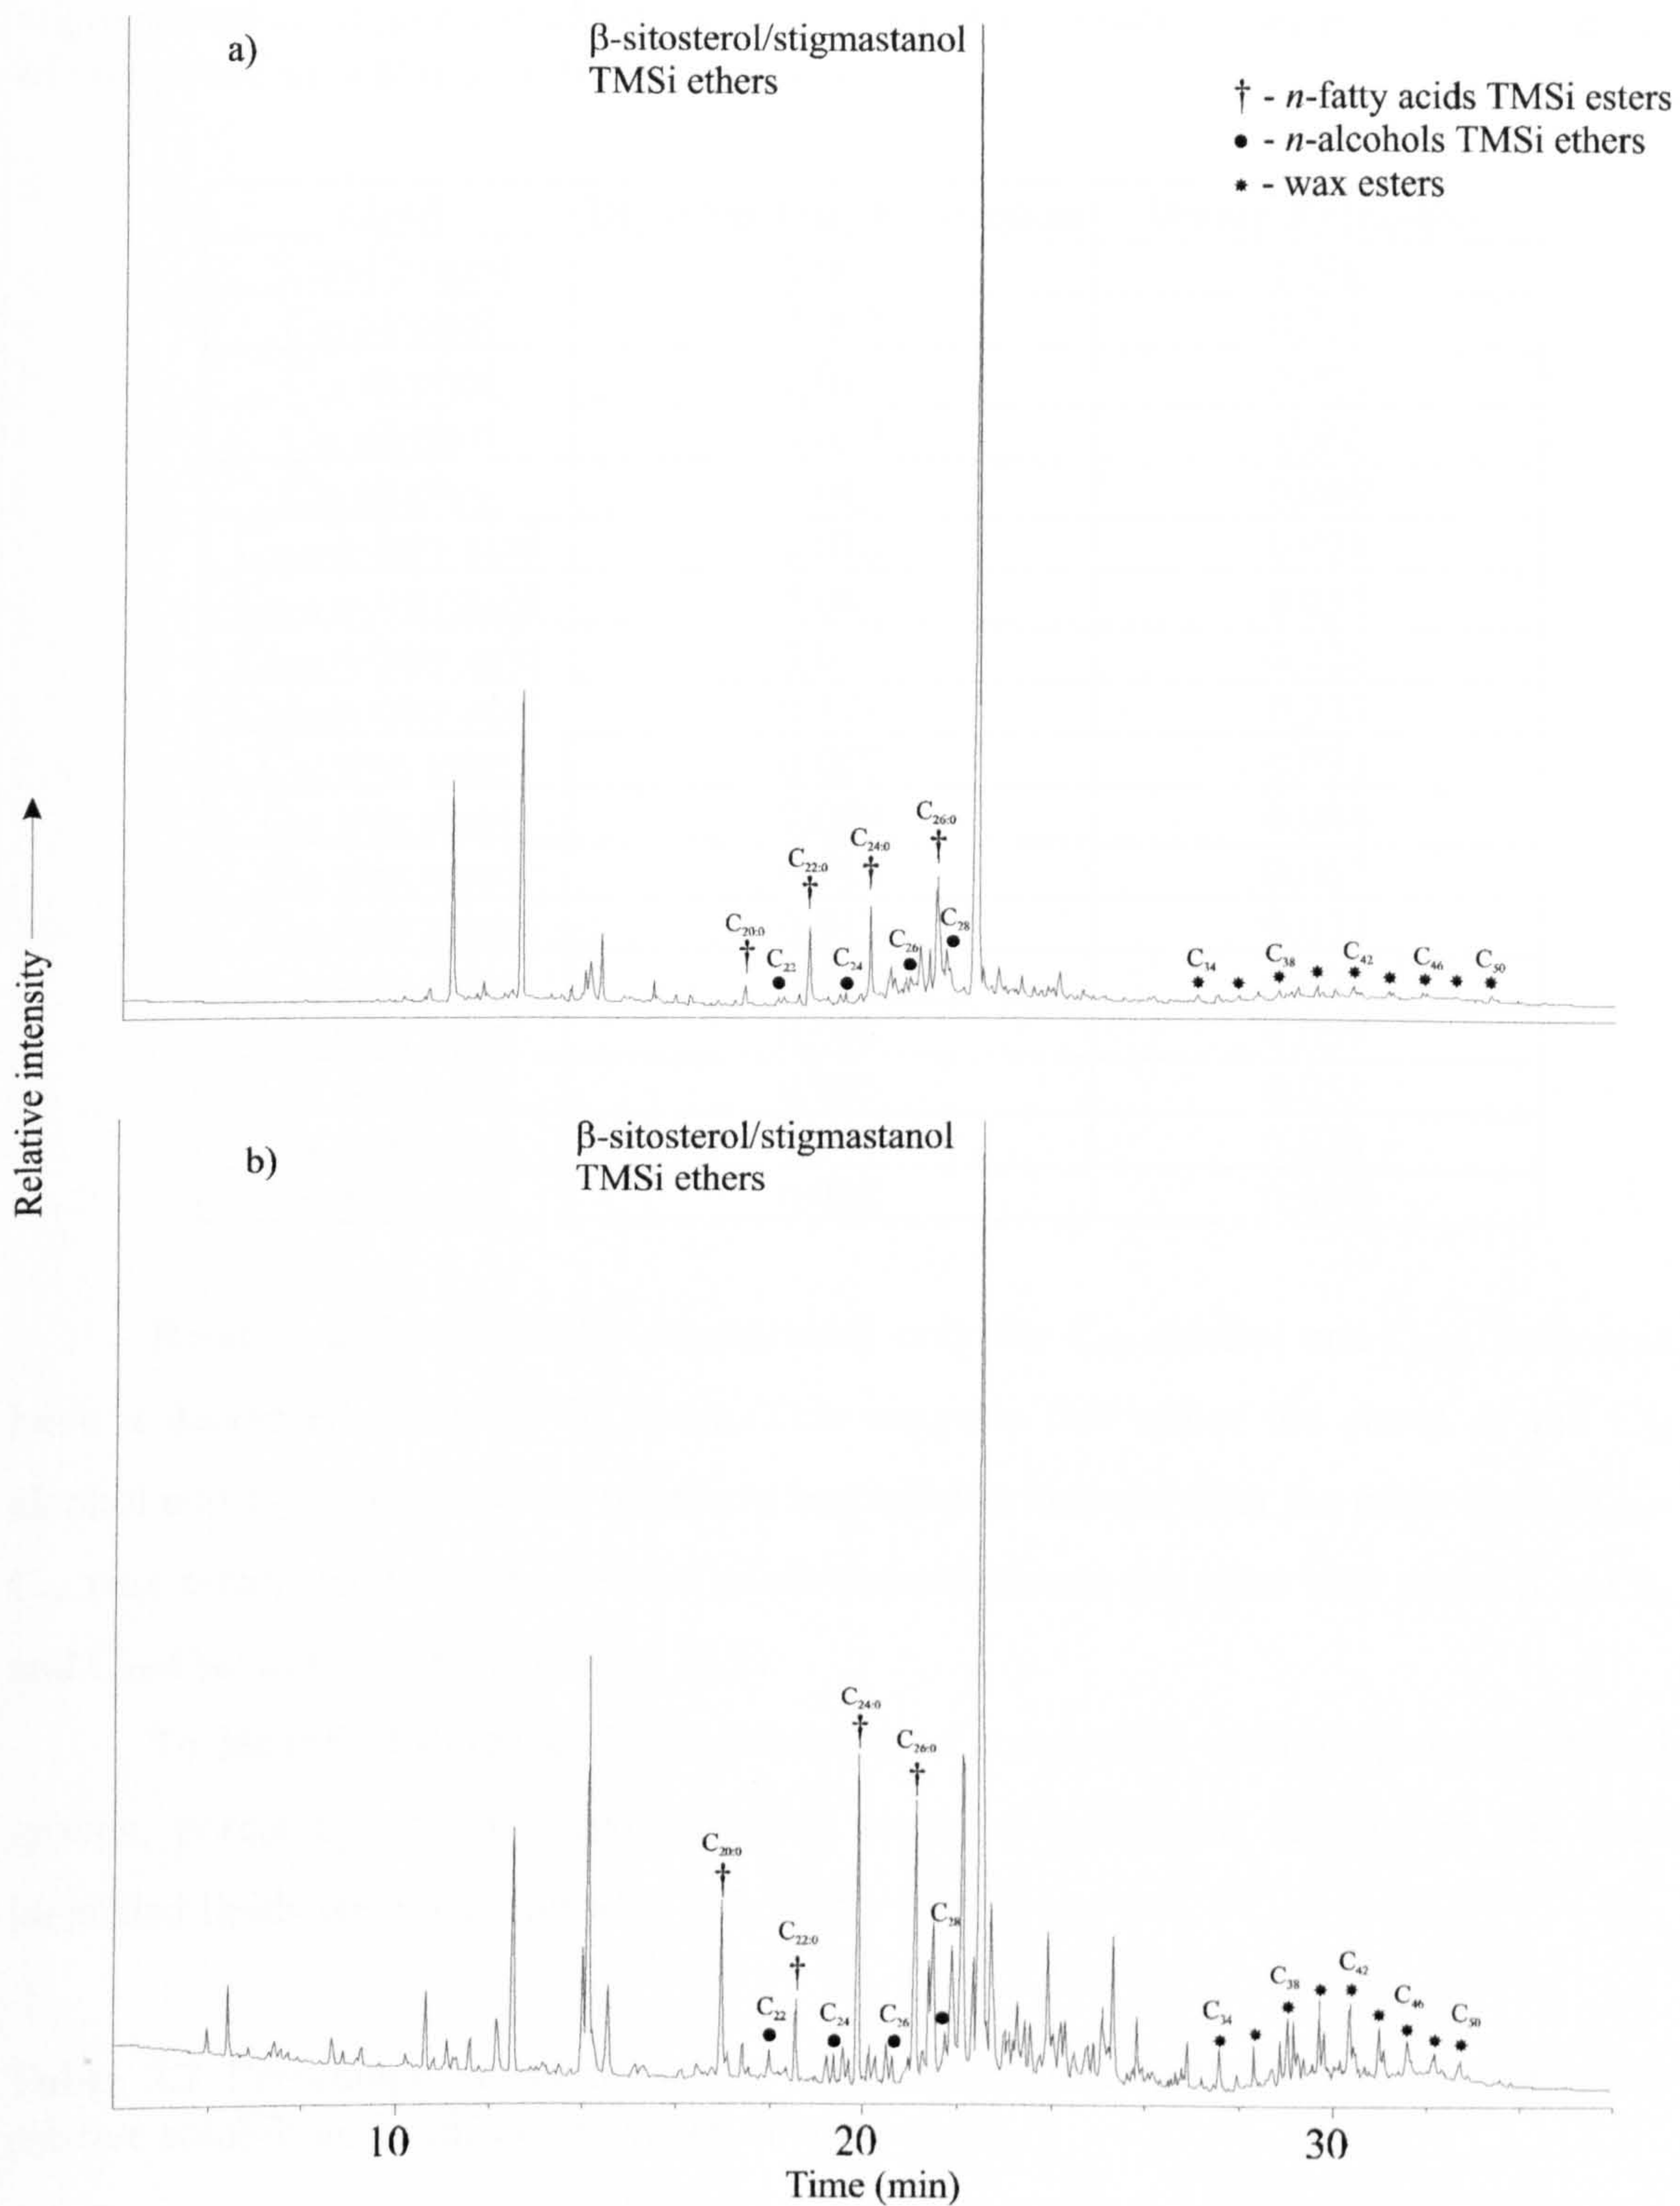 a)
β-sitosterol/stigmastanol
TMSi ethers
† - n-fatty acids TMSi esters
● - n-alcohols TMSi ethers
* - wax esters
C26:0
C24:0
C22:0
C20:0
C28
C26
C22
C24
C34
C38
C42
C46
C50
Relative intensity
b)
β-sitosterol/stigmastanol
TMSi ethers
C24:0
C26:0
C20:0
C28
C22:0
C22
C24
C26
C34
C38
C42
C46
C50
10
20
30
Time (min)